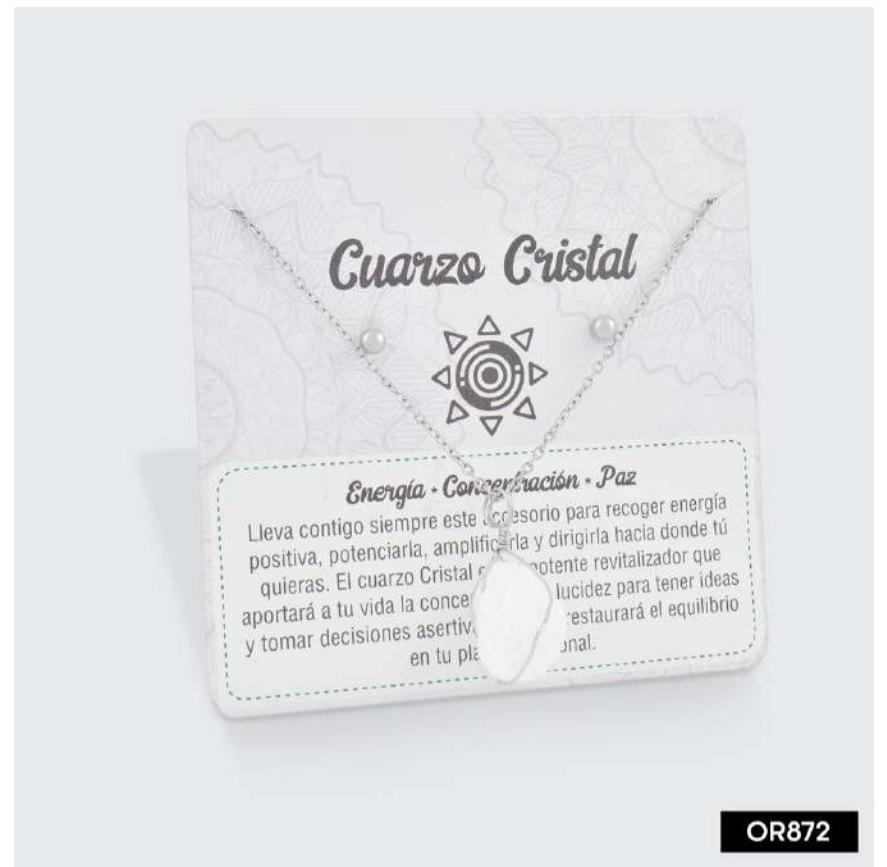 Cuarzo Cristal
Energía • Concentración • Paz
Lleva contigo siempre este accesorio para recoger energía
positiva, potenciarla, amplificarla y dirigirla hacia donde tú
quieras. El cuarzo Cristal potente revitalizador que
aportará a tu vida la lucidez para tener ideas
y tomar decisiones restaurará el equilibrio
en tu
OR872